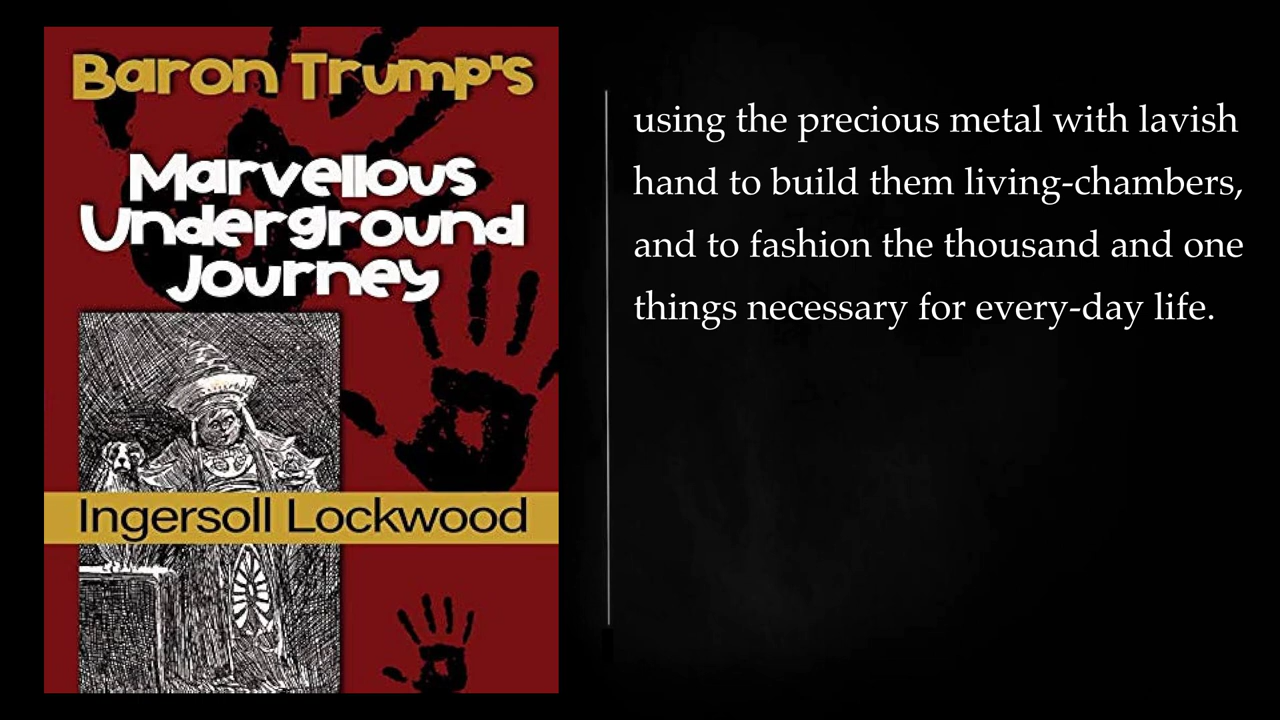 Baron Trump's
Marvellous
Underground
Journey
Ingersoll Lockwood
using the precious metal with lavish
hand to build them living-chambers,
and to fashion the thousand and one
things necessary for every-day life.